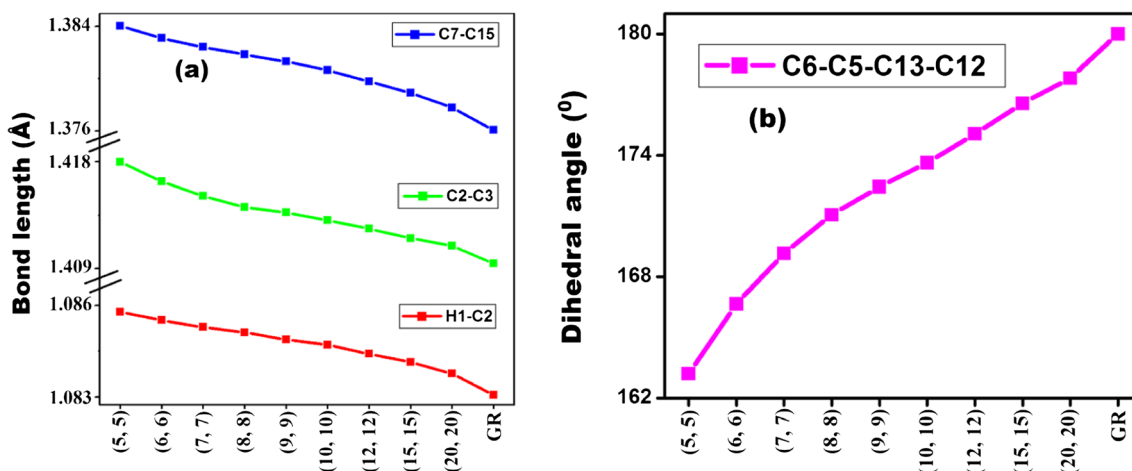 1.384
C7-C15
(a)
1.376
1.418
C2-C3
1.409
1.086
H1-C2
1.083
Bond length (Å)
(5, 5)
(6, 6)
(7, 7)
(8, 8)
(9, 9)
(10, 10)
(12, 12)
(15, 15)
(20, 20)
GR
180
C6-C5-C13-C12
(b)
174
168
162
Dihedral angle (⁰)
(5, 5)
(6, 6)
(7, 7)
(8, 8)
(9, 9)
(10, 10)
(12, 12)
(15, 15)
(20, 20)
GR